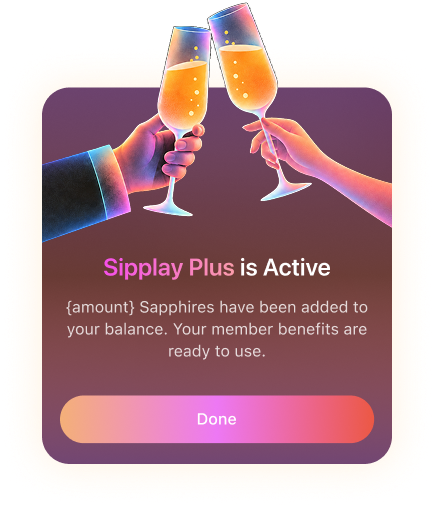 Sipplay Plus is Active
{amount} Sapphires have been added to
your balance. Your member benefits are
ready to use.
Done